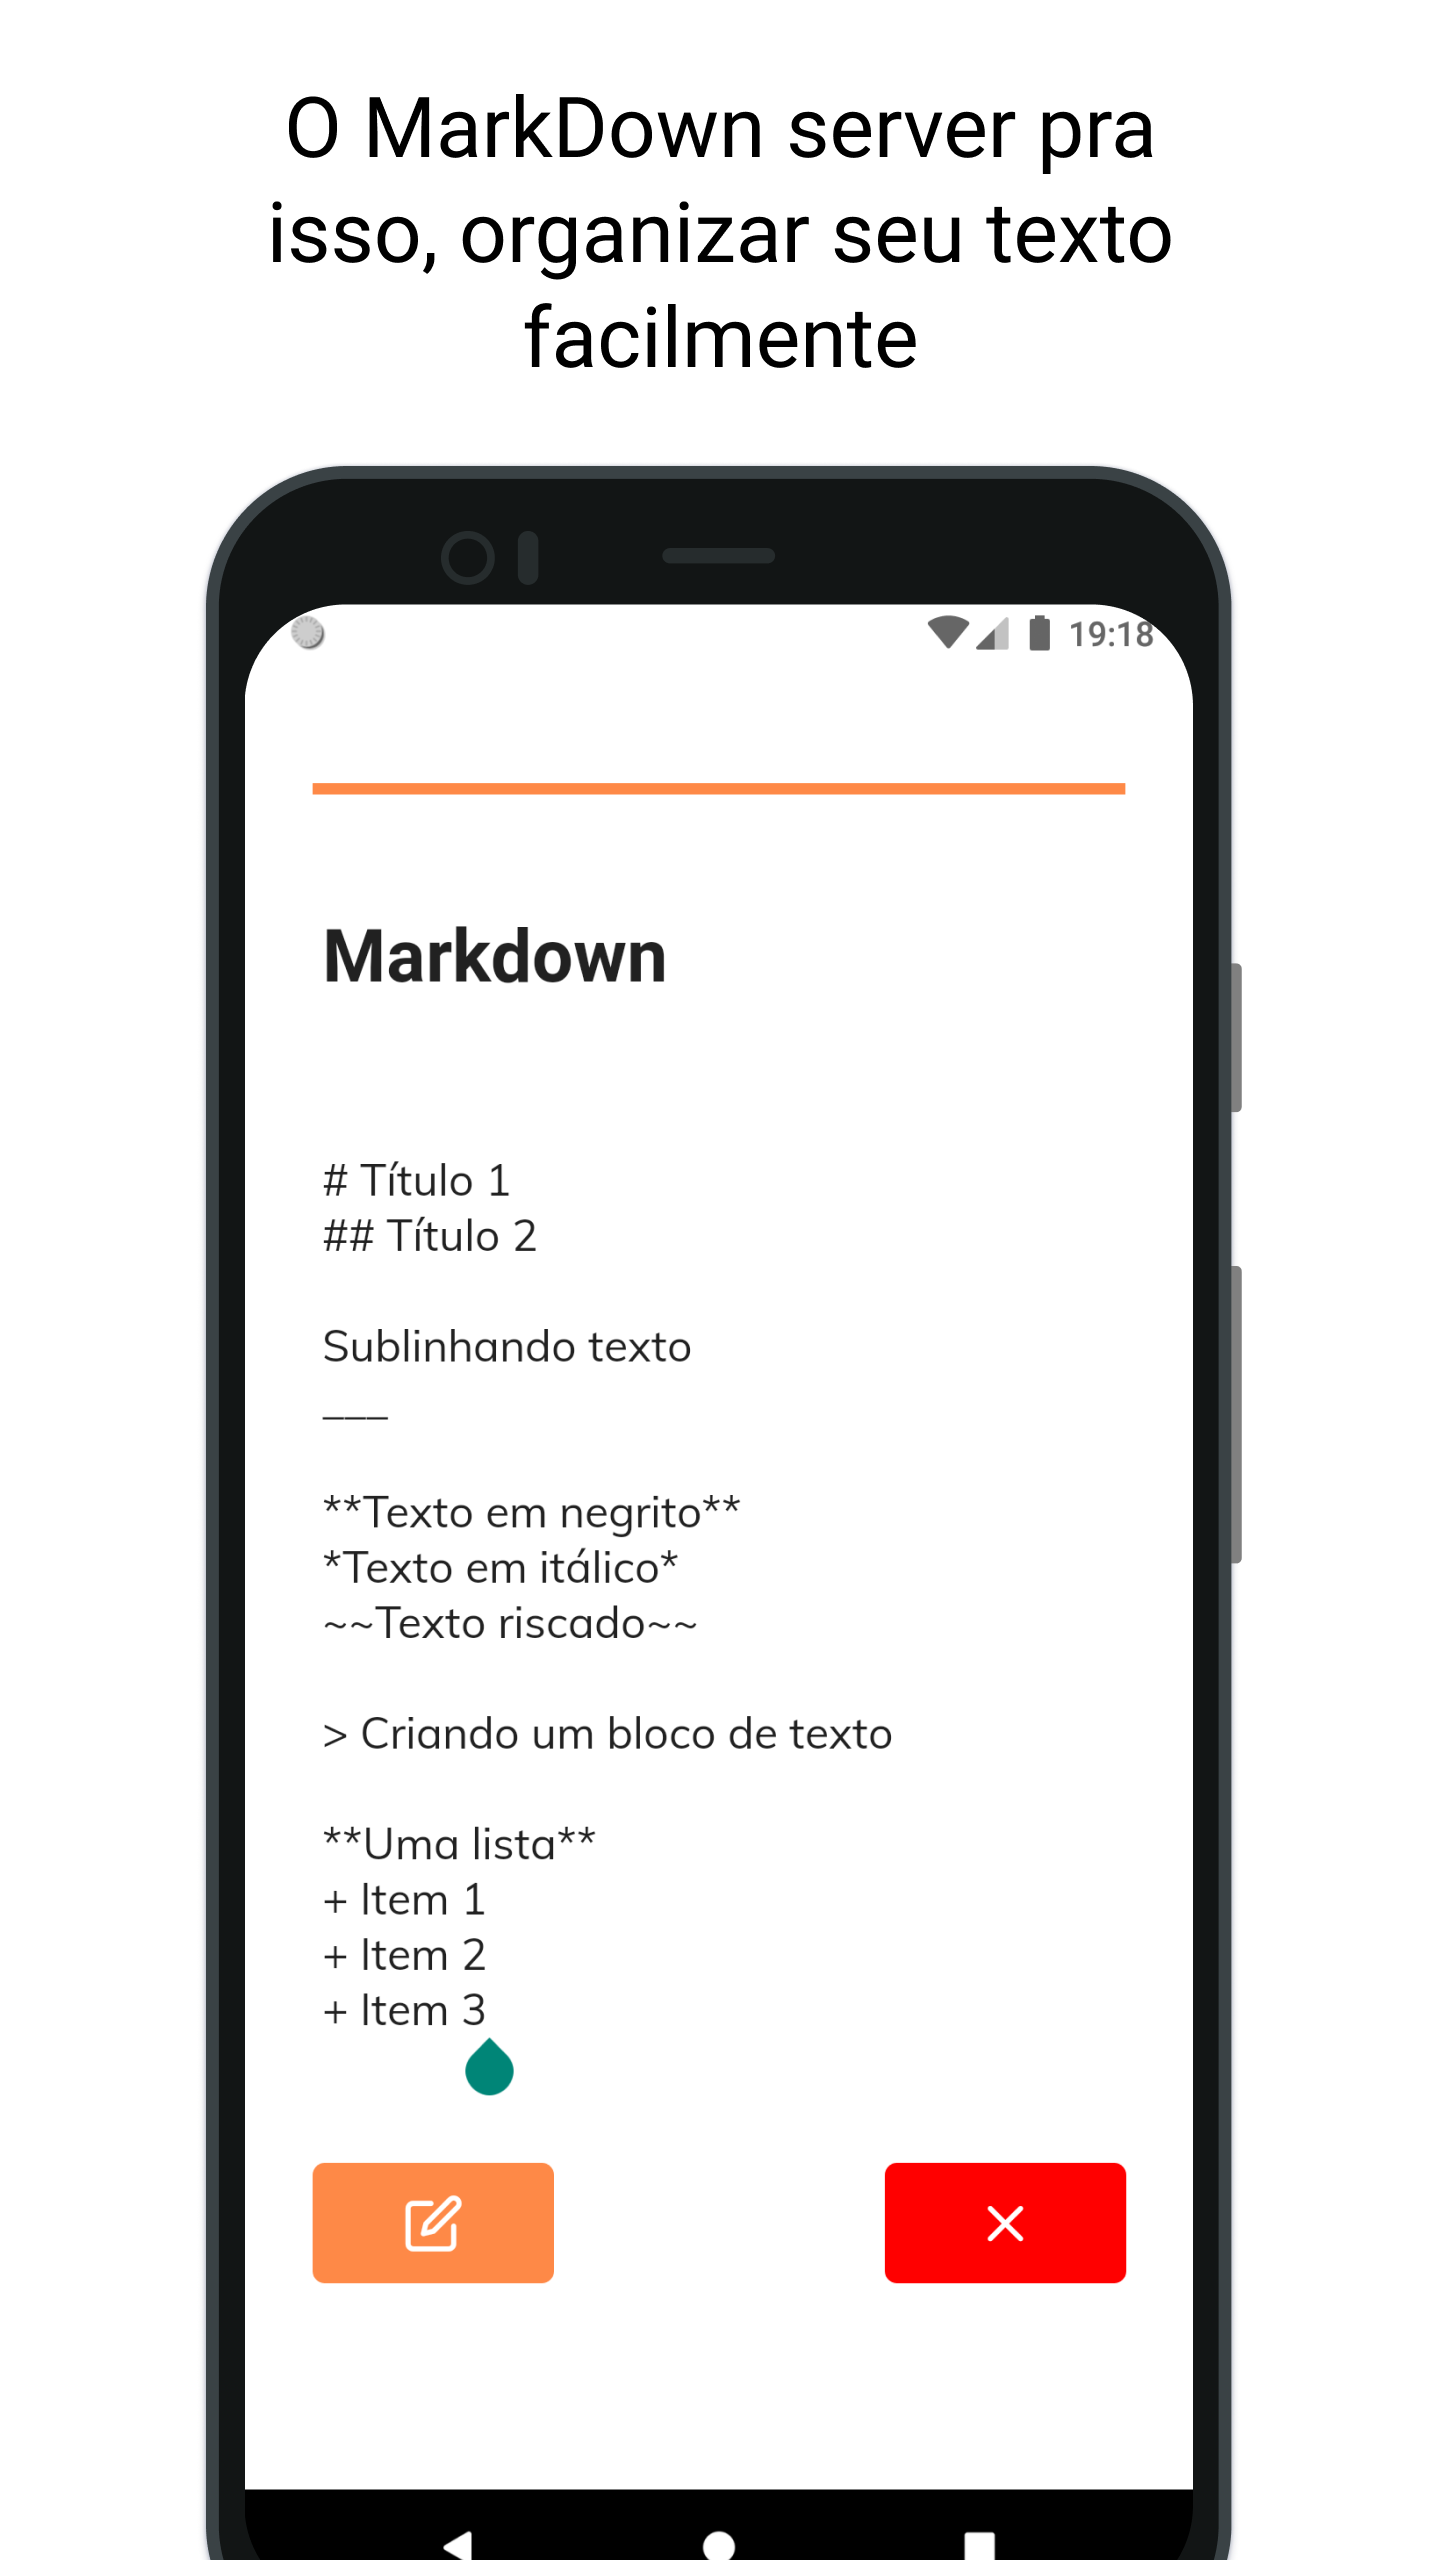 O MarkDown server pra
isso, organizar seu texto
facilmente
19:18
Markdown
# Título 1
## Título 2
Sublinhando texto
___
**Texto em negrito**
*Texto em itálico*
~~Texto riscado~~
> Criando um bloco de texto
**Uma lista**
+ Item 1
+ Item 2
+ Item 3